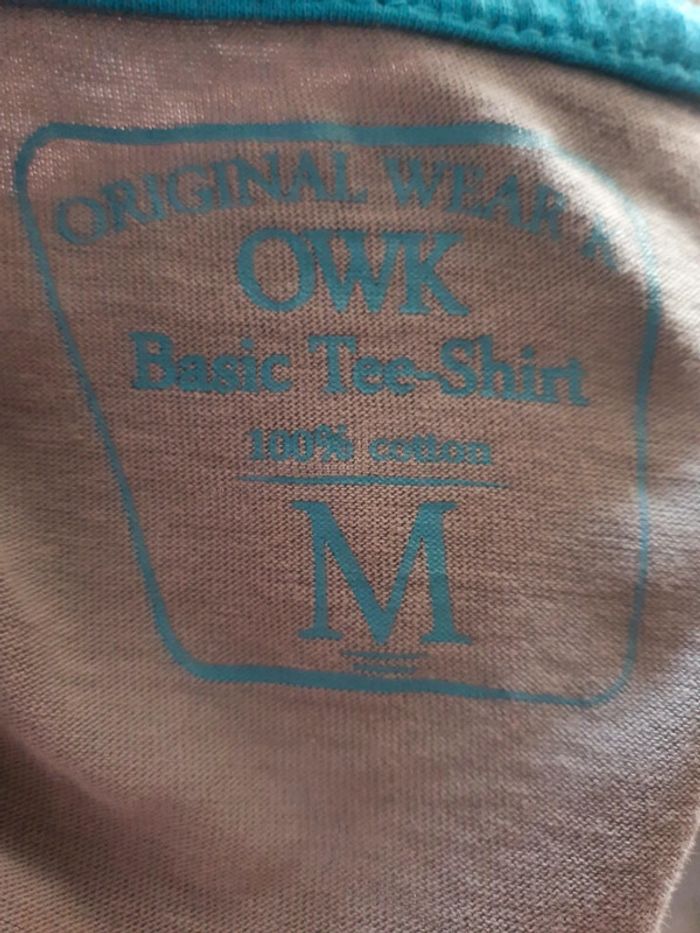 ORIGINAL WEAR K
OWK
Basic Tee-Shirt
100% cotton
M